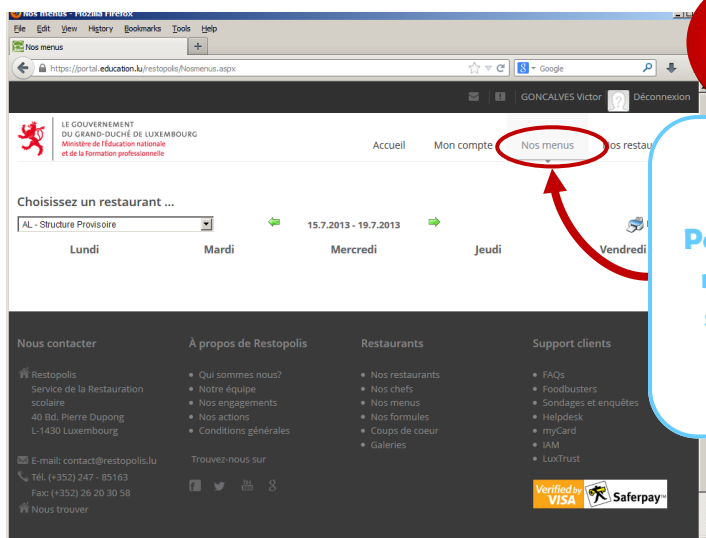 Nos menus - Mozilla Firefox
File Edit View History Bookmarks Tools Help
Nos menus +
https://portal.education.lu/restopolis/Nosmenus.aspx
Google
GONCALVES Victor Déconnexion
LE GOUVERNEMENT
DU GRAND-DUCHÉ DE LUXEMBOURG
Ministère de l'Éducation nationale
et de la Formation professionnelle
Accueil Mon compte Nos menus Nos restau
Choisissez un restaurant ...
AL - Structure Provisoire 15.7.2013 - 19.7.2013
Lundi Mardi Mercredi Jeudi Vendredi
Nous contacter À propos de Restopolis Restaurants Support clients
Restopolis
Service de la Restauration
scolaire
40 Bd. Pierre Dupong
L-1430 Luxembourg
E-mail: contact@restopolis.lu
Tél. (+352) 247 - 85163
Fax: (+352) 26 20 30 58
Nous trouver
• Qui sommes nous?
• Notre équipe
• Nos engagements
• Nos actions
• Conditions générales
Trouvez-nous sur
• Nos restaurants
• Nos chefs
• Nos menus
• Nos formules
• Coups de coeur
• Galeries
• FAQs
• Foodbusters
• Sondages et enquêtes
• Helpdesk
• myCard
• IAM
• LuxTrust
Verified by
VISA
Saferpay